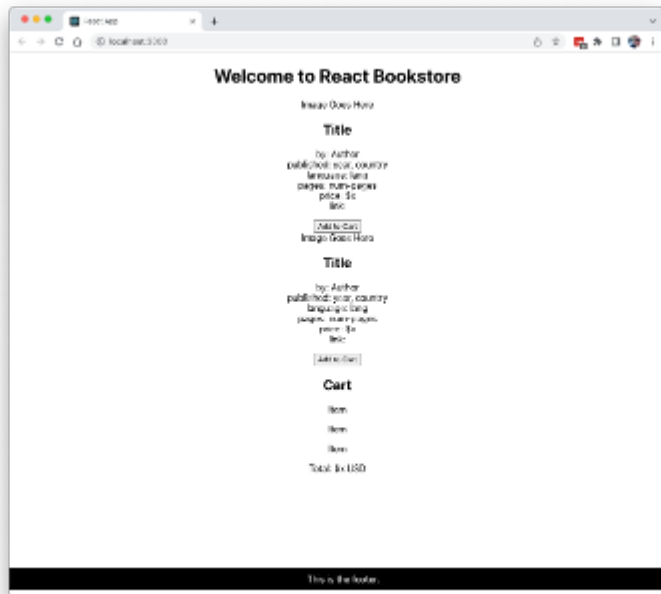 React App
localhost:3000
Welcome to React Bookstore
Image Goes Here
Title
by: Author
published: year, country
language: lang
pages: num-pages
price: $x
link:
Add to Cart
Image Goes Here
Title
by: Author
published: year, country
language: lang
pages: num-pages
price: $x
link:
Add to Cart
Cart
Item
Item
Item
Total: $x USD
This is the footer.